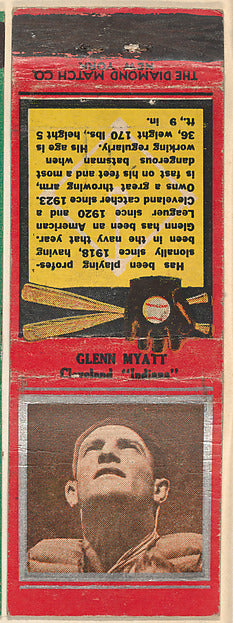 THE DIAMOND MATCH CO.
NEW YORK
Has been playing profes-
sionally since 1918, having
been in the navy that year.
Glenn has been an American
Leaguer since 1920 and a
Cleveland catcher since 1923.
Owns a great throwing arm,
is fast on his feet and a most
dangerous batsman when
working regularly. His age is
36, weight 170 lbs., height 5
ft., 9 in.
GLENN MYATT
Cleveland "Indians"